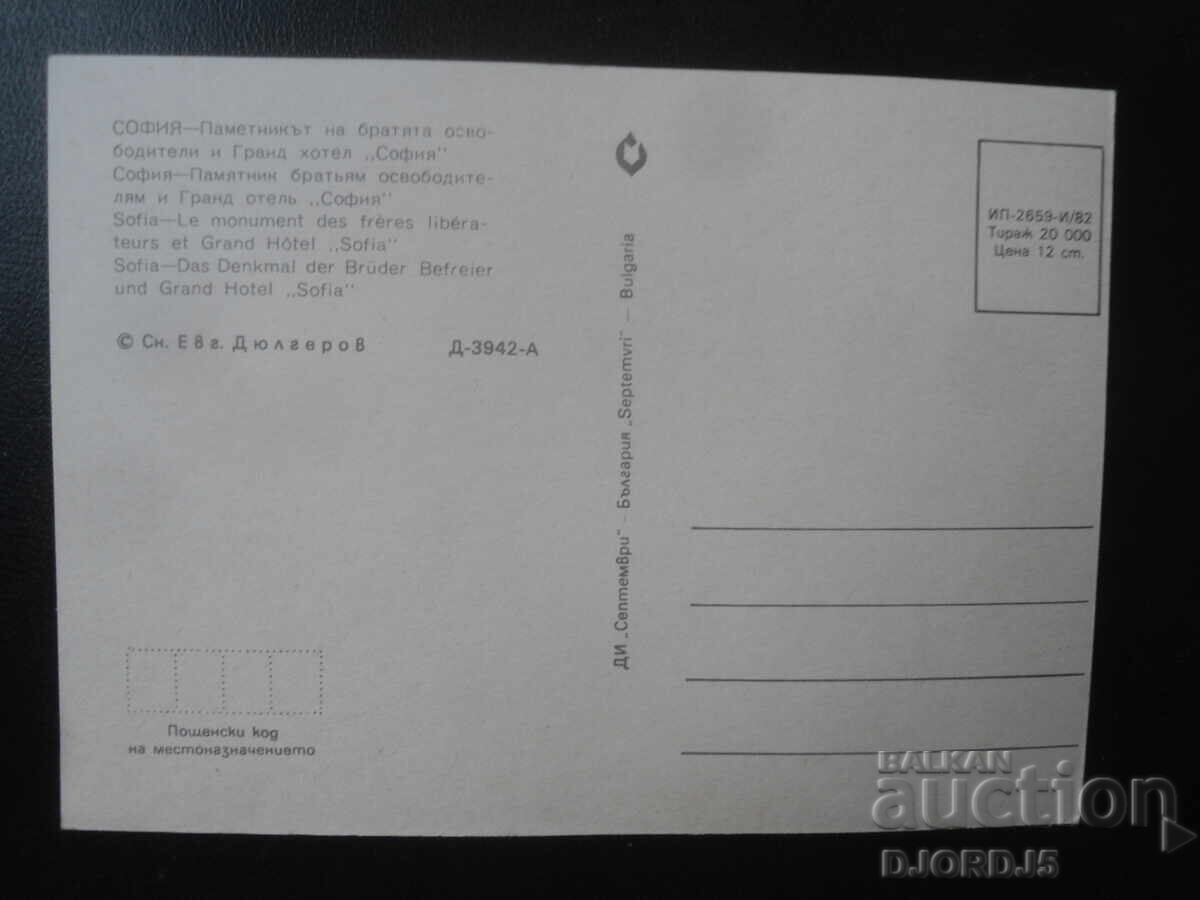 СОФИЯ—Паметникът на братята осво-
бодители и Гранд хотел „София"
София—Памятник братьям освободите-
лям и Гранд отель „София"
Sofia—Le monument des frères libéra-
teurs et Grand Hôtel „Sofia"
Sofia—Das Denkmal der Brüder Befreier
und Grand Hotel „Sofia"
© Сн. Евг. Дюлгеров Д-3942-А
Пощенски код
на местоназначението
ДИ „Септември" – България „Septemvri" – Bulgaria
ИП-2659-И/82
Тираж 20 000
Цена 12 ст.
BALKAN
auction
DJORDJ5